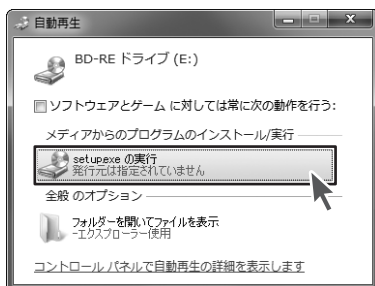 自動再生
BD-RE ドライブ (E:)
ソフトウェアとゲーム に対しては常に次の動作を行う:
メディアからのプログラムのインストール/実行
setup.exe の実行
発行元は指定されていません
全般 のオプション
フォルダーを開いてファイルを表示
-エクスプローラー使用
コントロール パネルで自動再生の詳細を表示します